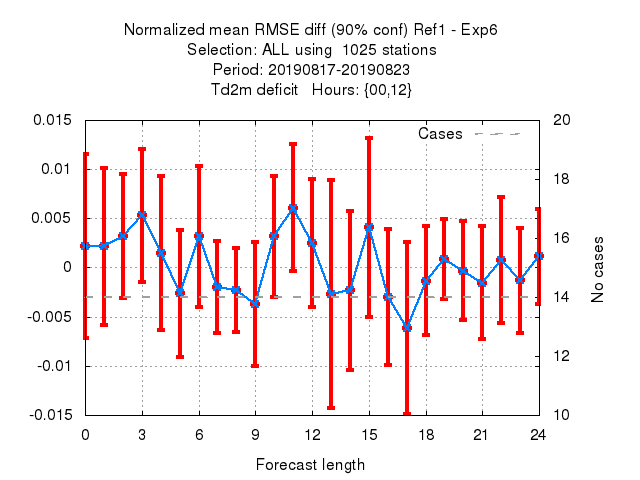 Normalized mean RMSE diff (90% conf) Ref1 - Exp6
Selection: ALL using  1025 stations
Period: 20190817-20190823
Td2m deficit   Hours: {00,12}
Cases
0.015
0.01
0.005
0
-0.005
-0.01
-0.015
20
18
16
14
12
10
No cases
0 3 6 9 12 15 18 21 24
Forecast length